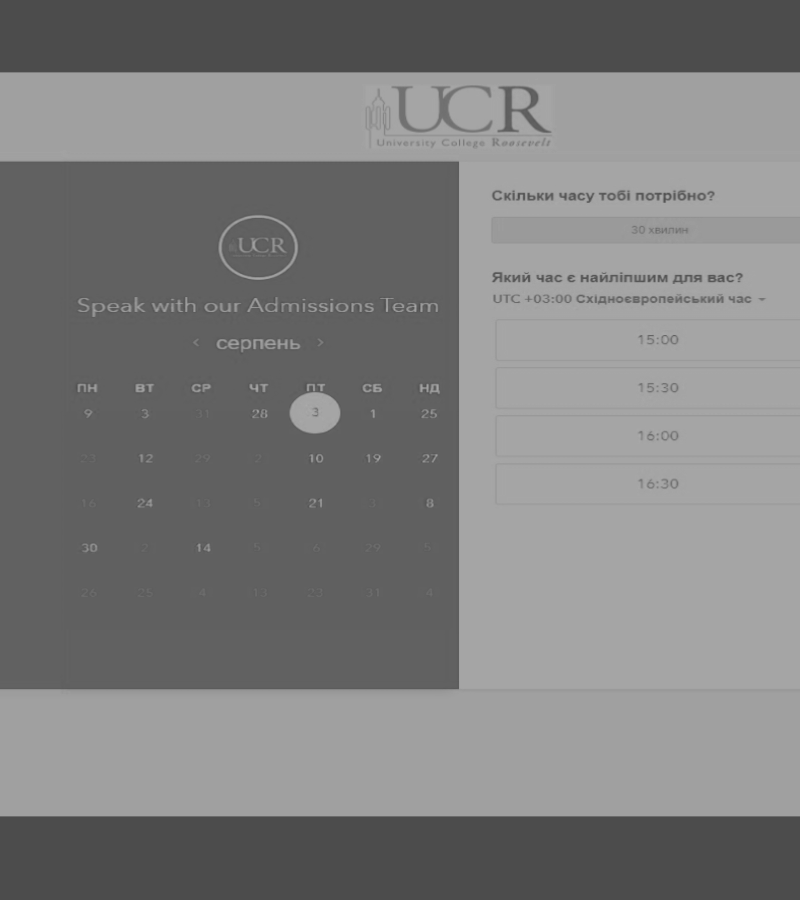 UCR
University College Roosevelt
UCR
Speak with our Admissions Team
‹ серпень ›
ПН ВТ СР ЧТ ПТ СБ НД
9 3 31 28 3 1 25
23 12 29 2 10 19 27
16 24 13 5 21 3 8
30 2 14 5 6 29 5
26 25 4 13 23 31 4
Скільки часу тобі потрібно?
30 хвилин
Який час є найліпшим для вас?
UTC +03:00 Східноєвропейський час
15:00
15:30
16:00
16:30